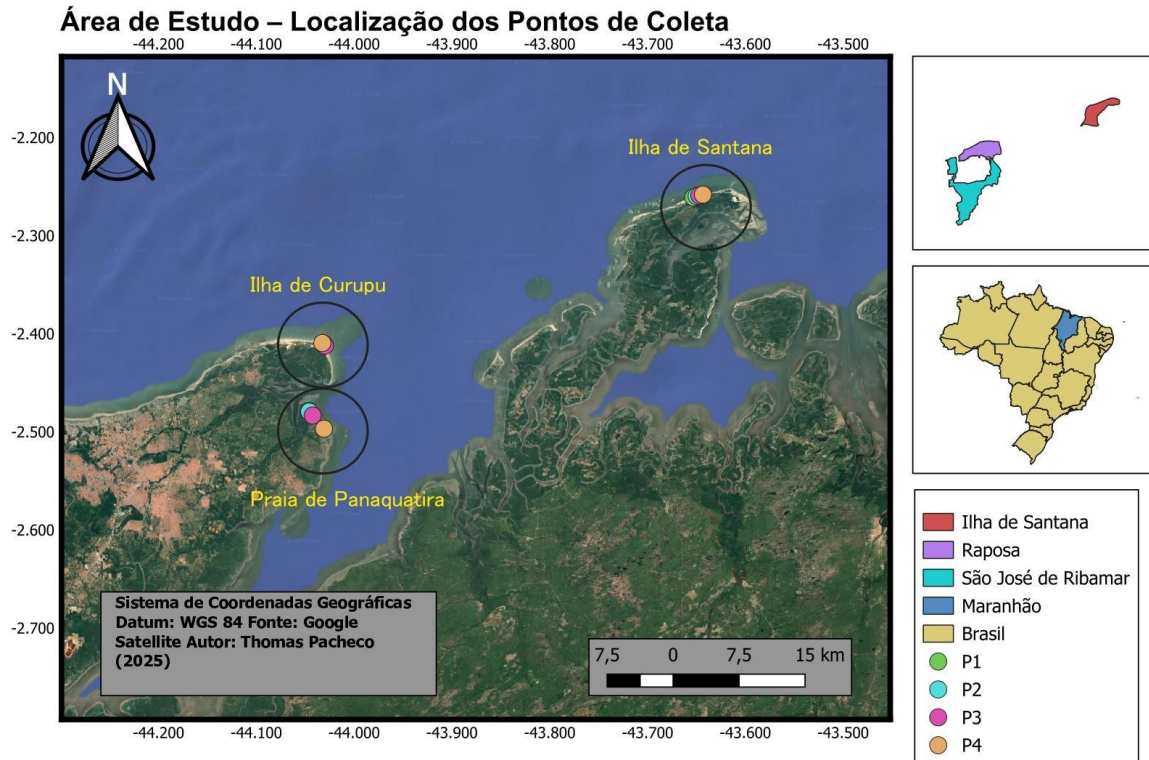 Área de Estudo – Localização dos Pontos de Coleta
-44.200 -44.100 -44.000 -43.900 -43.800 -43.700 -43.600 -43.500
N
-2.200
-2.300
-2.400
-2.500
-2.600
-2.700
Ilha de Santana
Ilha de Curupu
Praia de Panaquatira
Sistema de Coordenadas Geográficas
Datum: WGS 84 Fonte: Google
Satellite Autor: Thomas Pacheco
(2025)
7,5 0 7,5 15 km
-44.200 -44.100 -44.000 -43.900 -43.800 -43.700 -43.600 -43.500
Ilha de Santana
Raposa
São José de Ribamar
Maranhão
Brasil
P1
P2
P3
P4